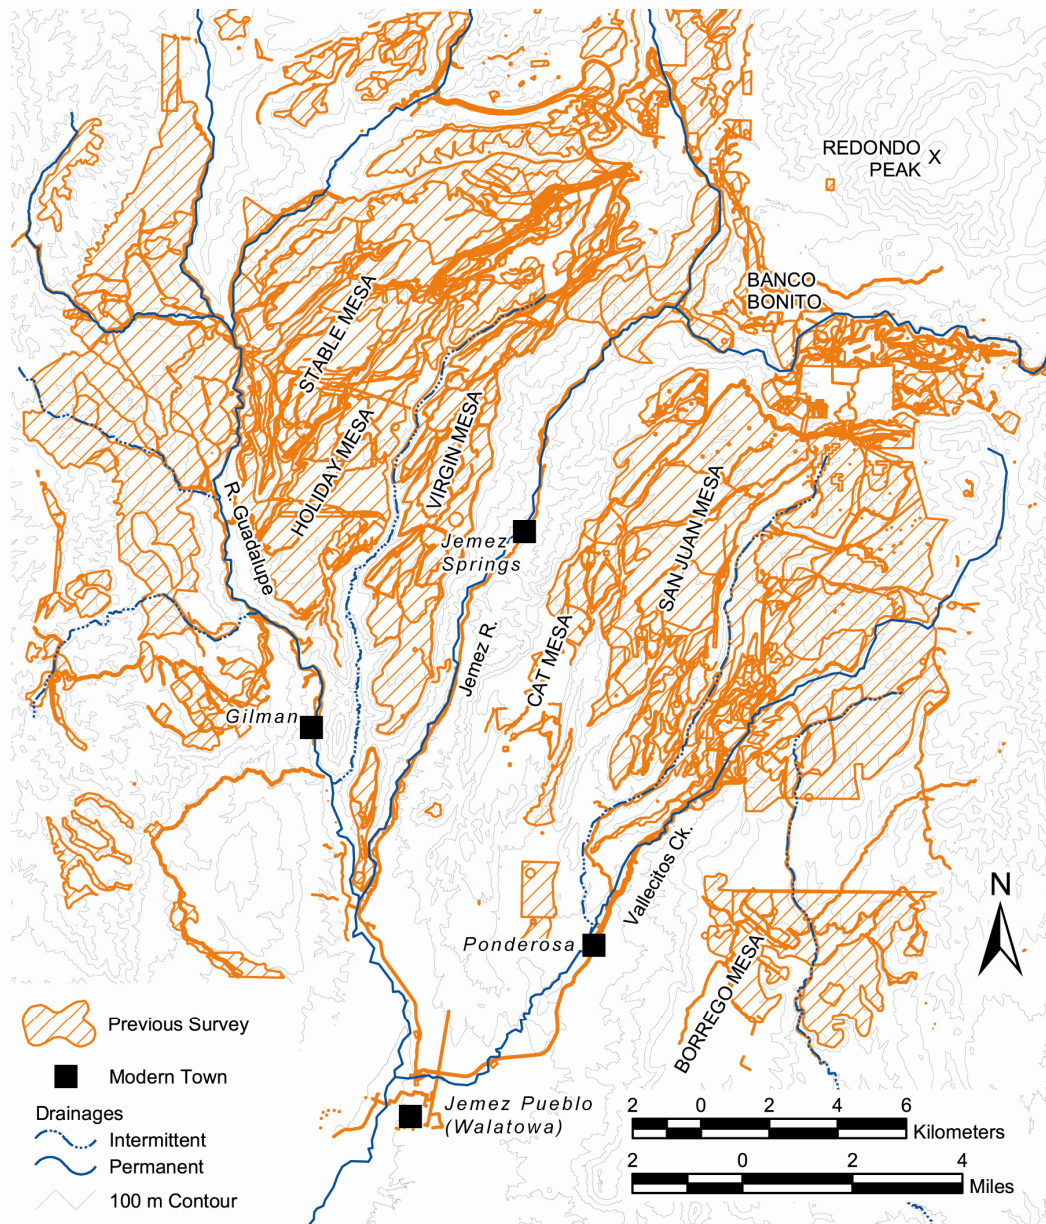 REDONDO
PEAK X
BANCO
BONITO
STABLE MESA
HOLIDAY MESA
VIRGIN MESA
R. Guadalupe
Jemez
Springs
SAN JUAN MESA
CAT MESA
Jemez R.
Gilman
Vallecitos Ck.
N
Ponderosa
BORREGO MESA
Previous Survey
Modern Town
Drainages
Intermittent
Permanent
100 m Contour
Jemez Pueblo
(Walatowa)
2 0 2 4 6
Kilometers
2 0 2 4
Miles